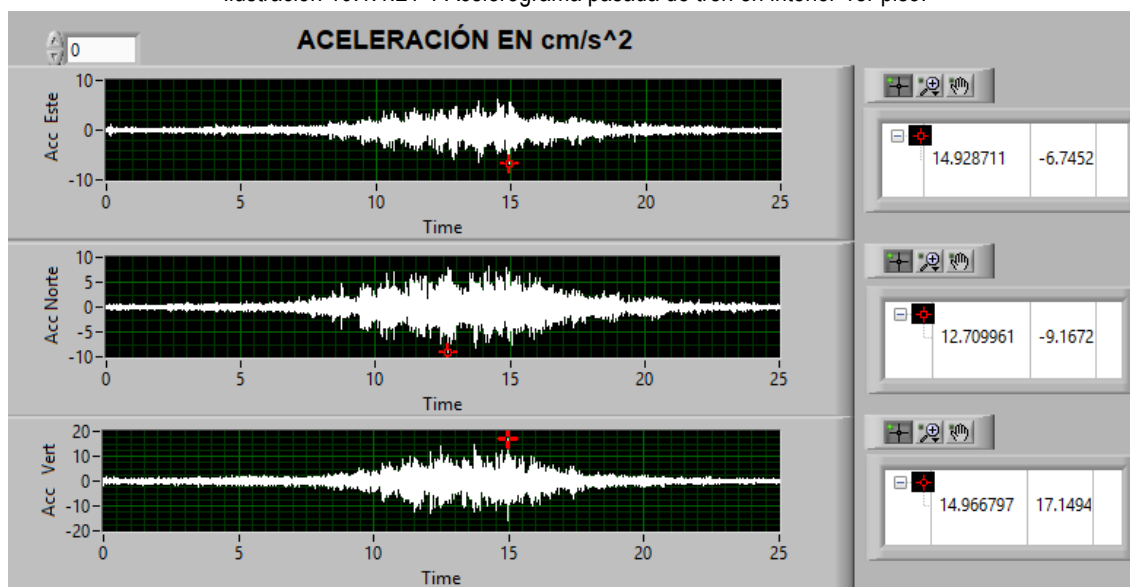 0
ACELERACIÓN EN cm/s^2
Acc Este
10
0
-10
0 5 10 15 20 25
Time
14.928711 -6.7452
Acc Norte
10
5
0
-5
-10
0 5 10 15 20 25
Time
12.709961 -9.1672
Acc Vert
20
10
0
-10
-20
0 5 10 15 20 25
Time
14.966797 17.1494